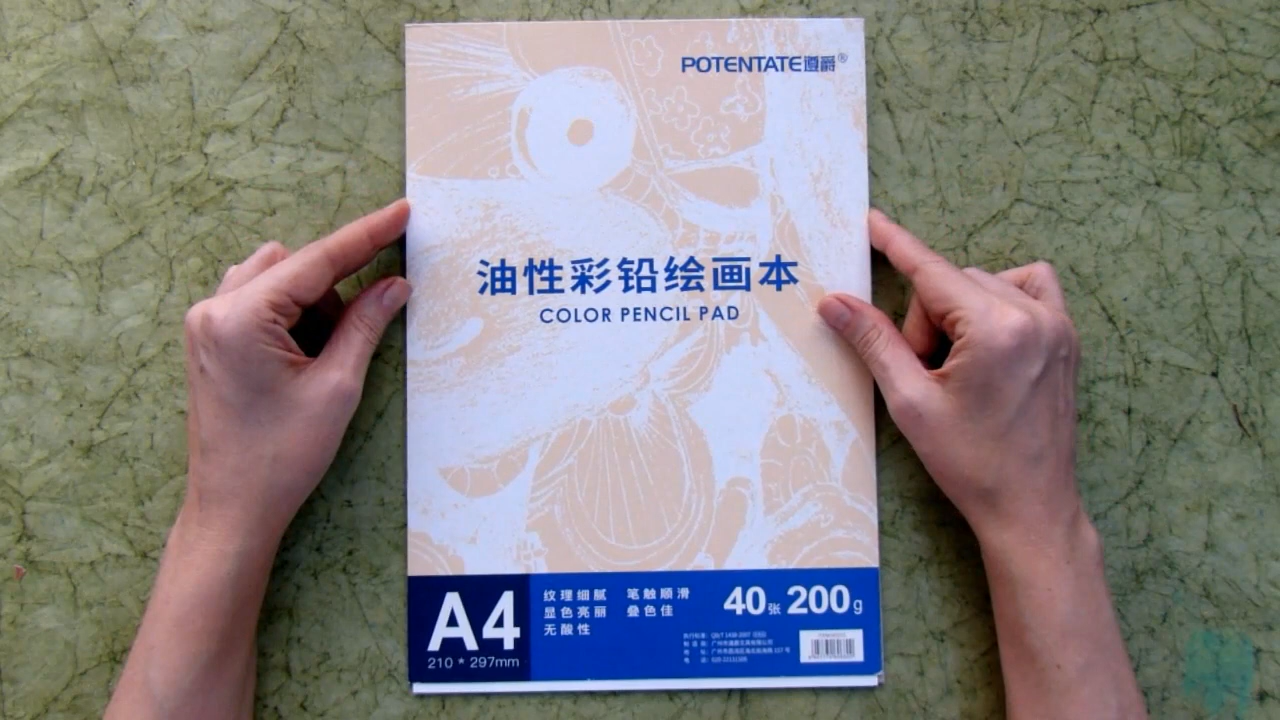 POTENTATE遵爵®
油性彩铅绘画本
COLOR PENCIL PAD
A4
210 * 297mm
纹理细腻 笔触顺滑
显色亮丽 叠色佳
无酸性
40张 200g